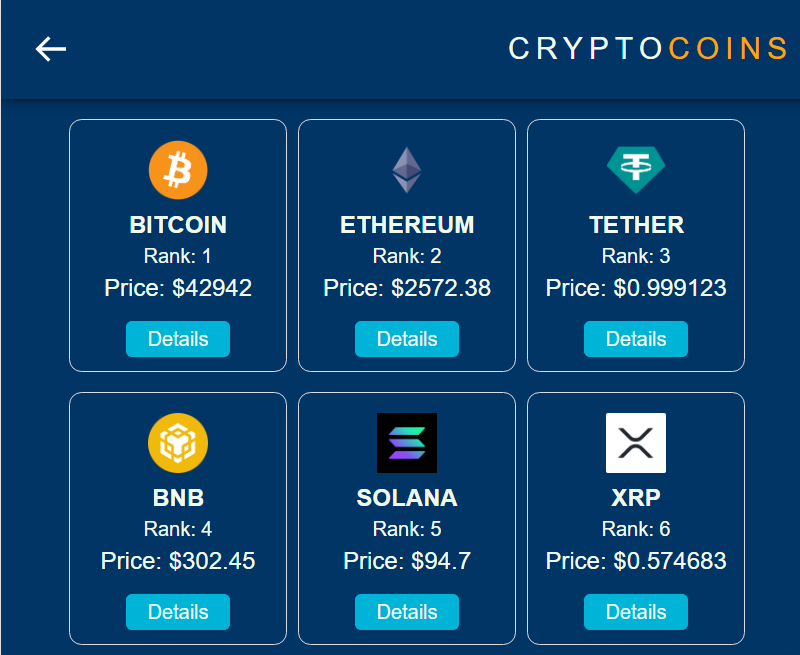 CRYPTOCOINS
BITCOIN
Rank: 1
Price: $42942
Details
ETHEREUM
Rank: 2
Price: $2572.38
Details
TETHER
Rank: 3
Price: $0.999123
Details
BNB
Rank: 4
Price: $302.45
Details
SOLANA
Rank: 5
Price: $94.7
Details
XRP
Rank: 6
Price: $0.574683
Details